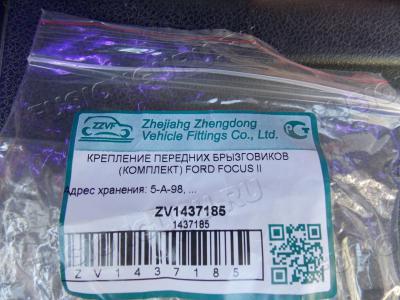 ZZVF
Zhejiahg Zhengdong
Vehicle Fittings Co., Ltd.
КРЕПЛЕНИЕ ПЕРЕДНИХ БРЫЗГОВИКОВ
(КОМПЛЕКТ) FORD FOCUS II
Адрес хранения: 5-А-98, ...
ZV1437185
1437185
ZV1437185